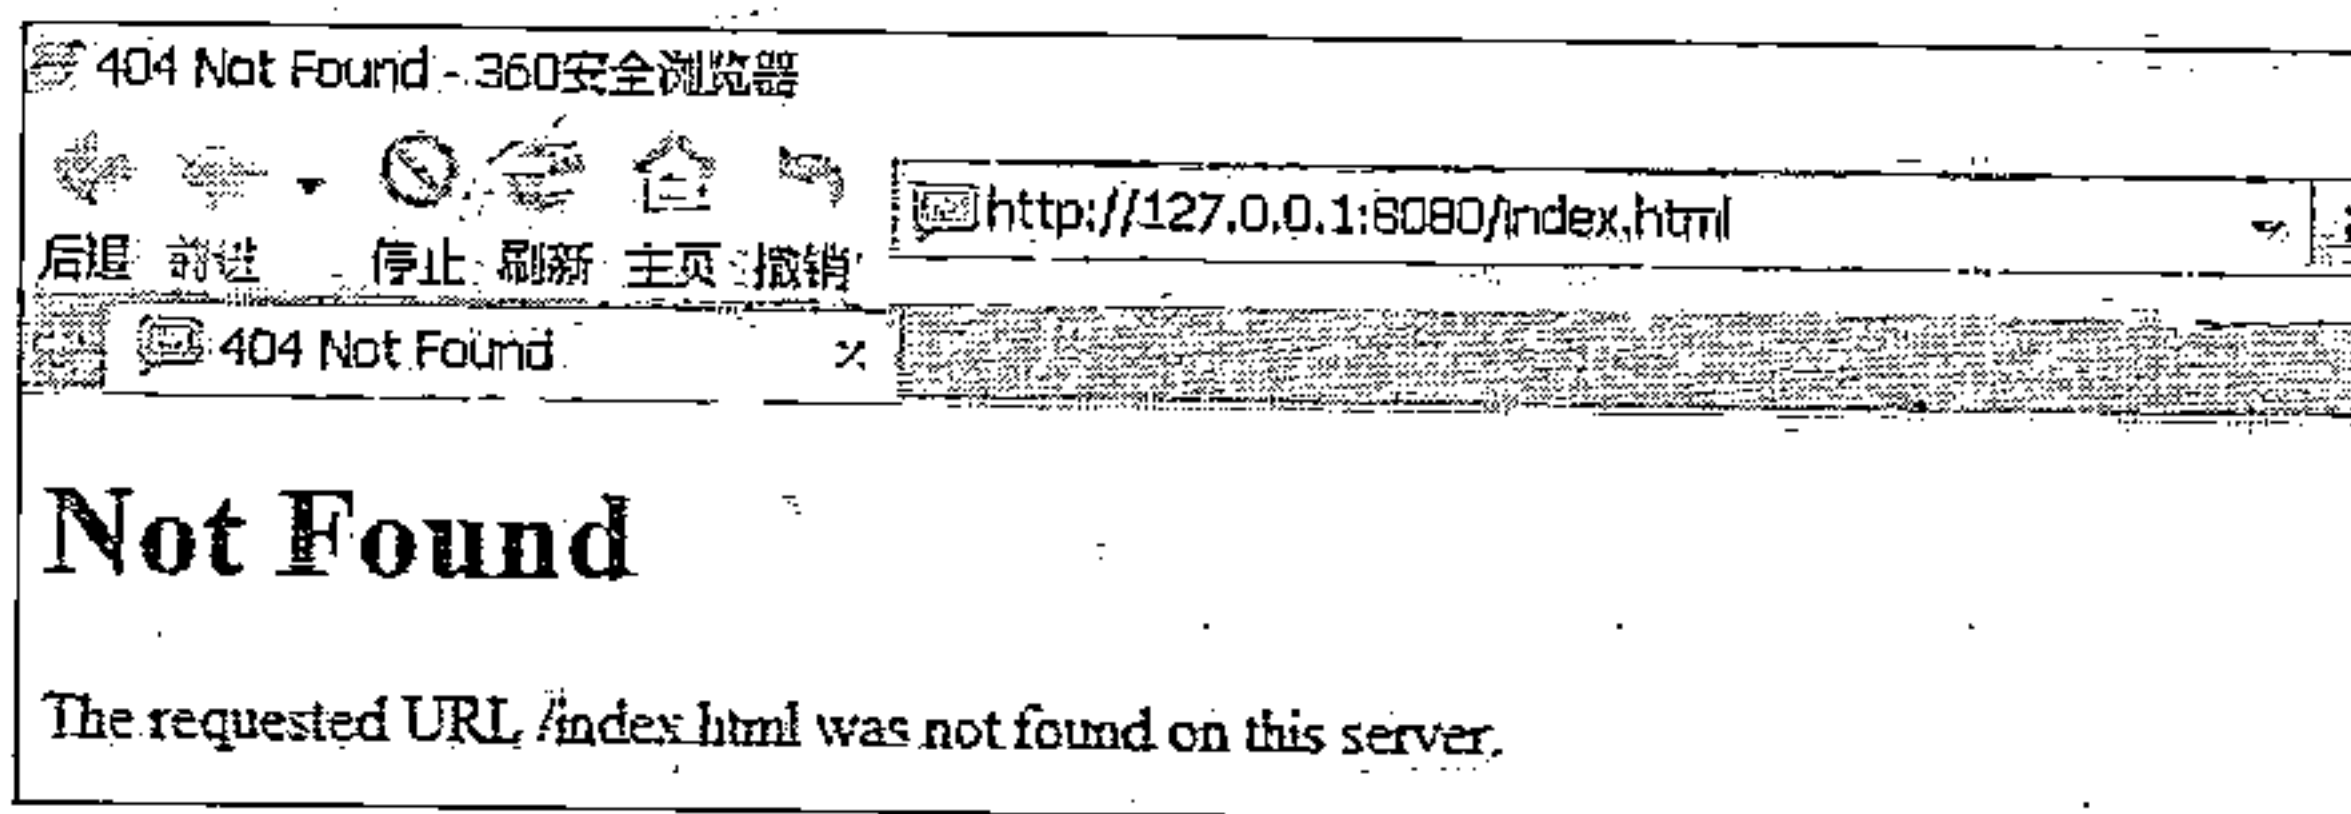 404 Not Found - 360安全浏览器
http://127.0.0.1:8080/index.html
后退 前进 停止 刷新 主页 撤销
404 Not Found
Not Found
The requested URL /index.html was not found on this server.